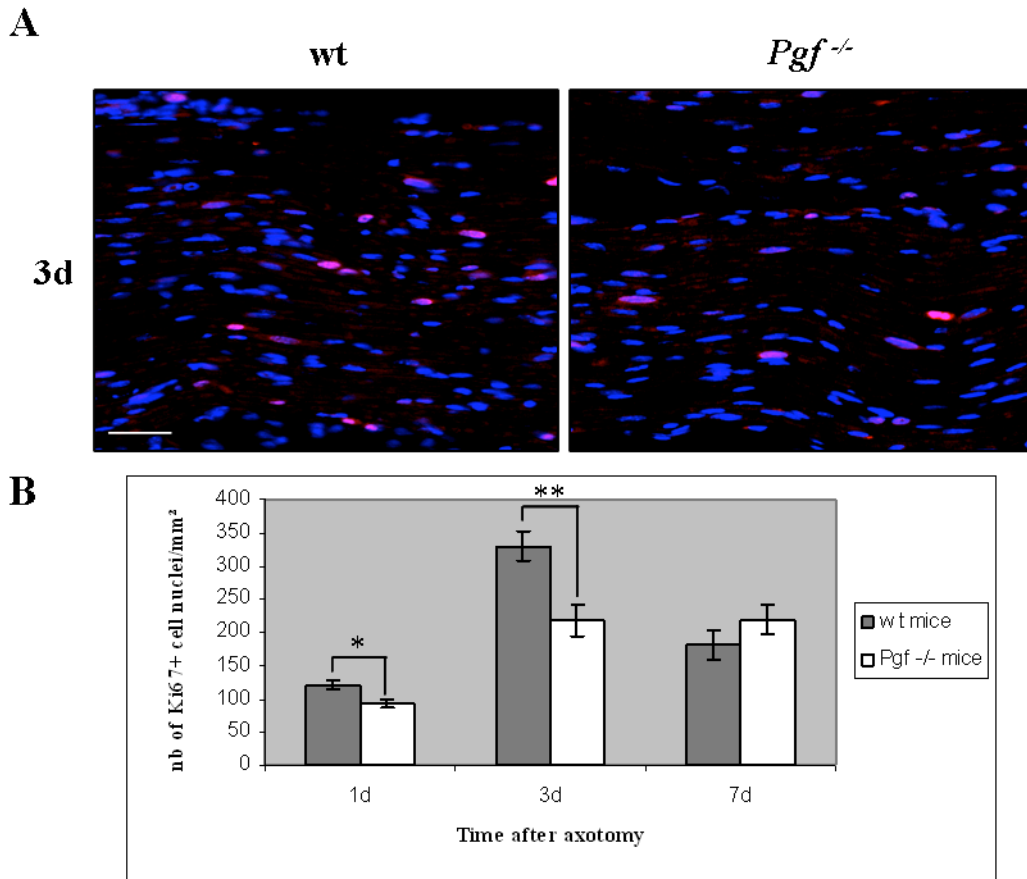 A
wt
Pgf -/-
3d
B
nb of Ki67+ cell nuclei/mm²
400
350
300
250
200
150
100
50
0
*
**
1d
3d
7d
Time after axotomy
wt mice
Pgf -/- mice